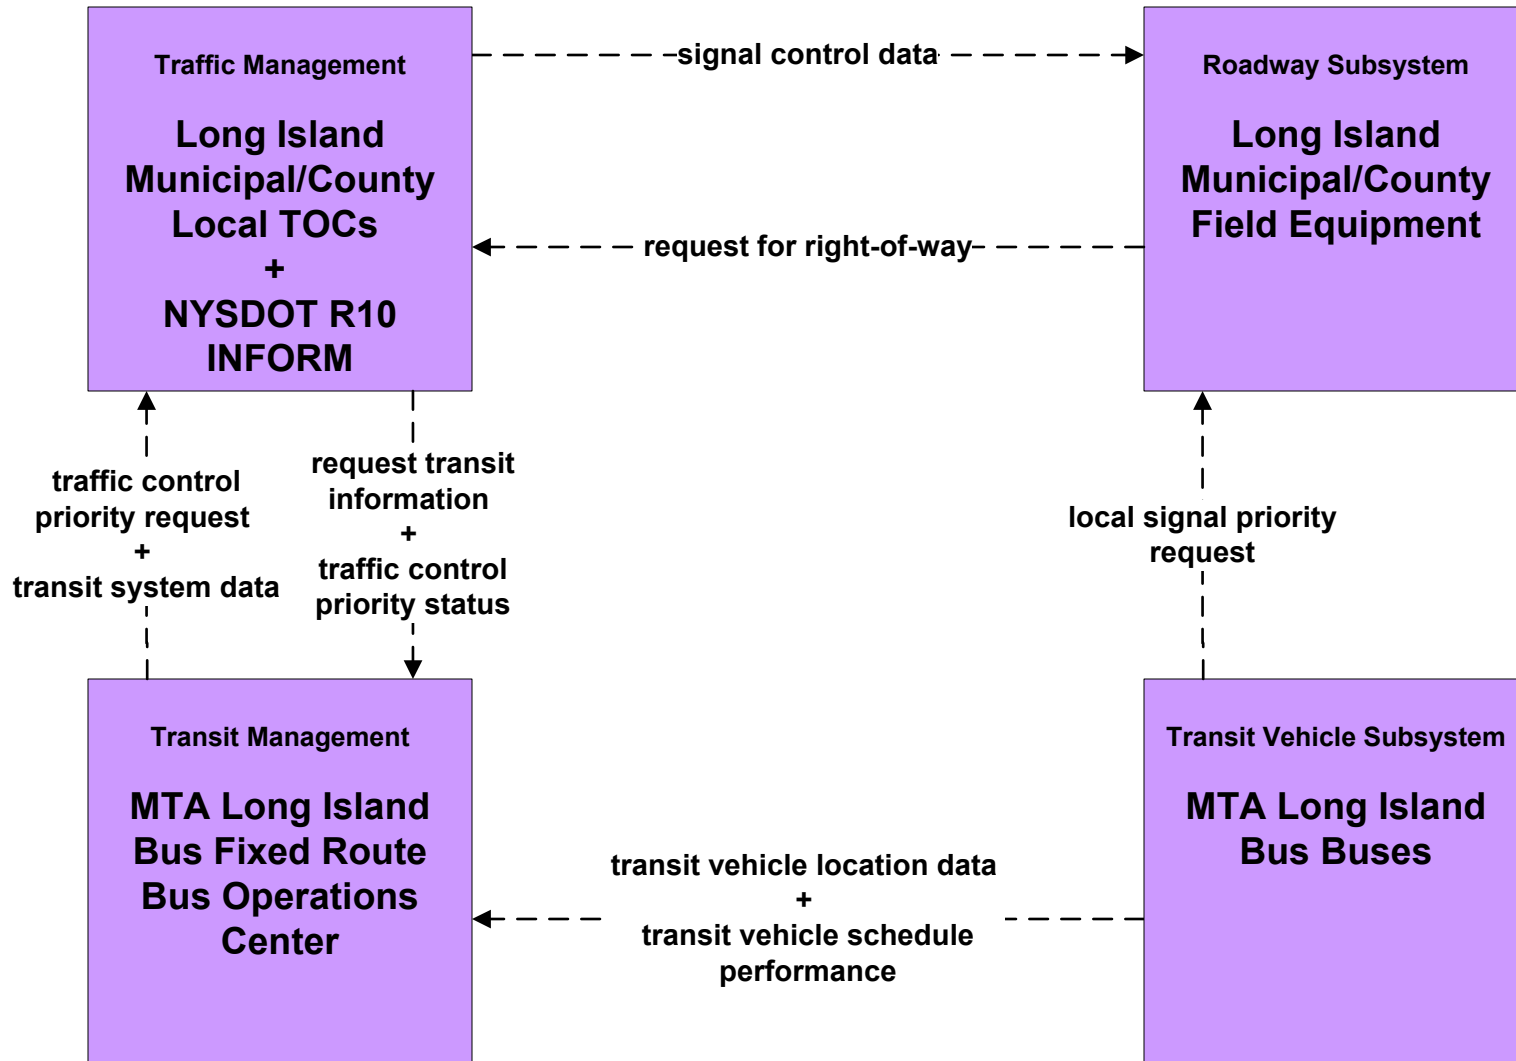 Traffic Management
Long Island
Municipal/County
Local TOCs
+
NYSDOT R10
INFORM
signal control data
request for right-of-way
Roadway Subsystem
Long Island
Municipal/County
Field Equipment
traffic control
priority request
+
transit system data
request transit
information
+
traffic control
priority status
local signal priority
request
Transit Management
MTA Long Island
Bus Fixed Route
Bus Operations
Center
transit vehicle location data
+
transit vehicle schedule
performance
Transit Vehicle Subsystem
MTA Long Island
Bus Buses